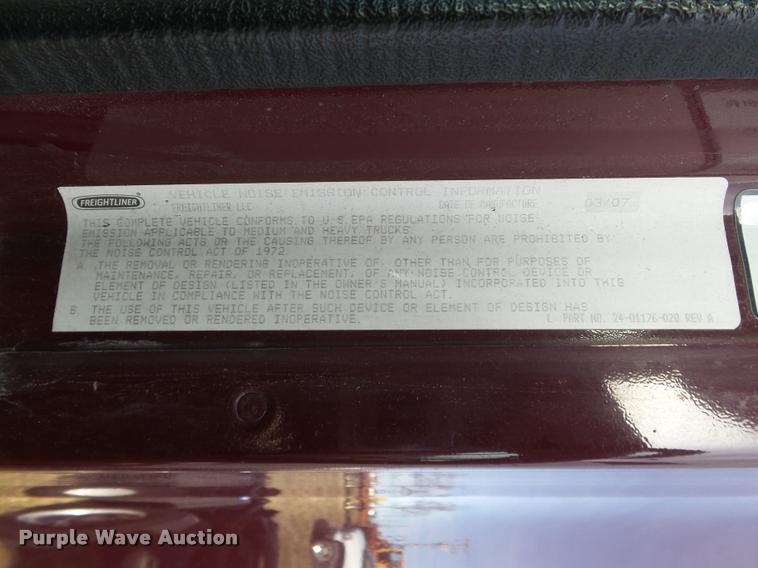 FREIGHTLINER VEHICLE NOISE EMISSION CONTROL INFORMATION
FREIGHTLINER LLC DATE OF MANUFACTURE 03/07
THIS COMPLETE VEHICLE CONFORMS TO U.S.EPA REGULATIONS FOR NOISE
EMISSION APPLICABLE TO MEDIUM AND HEAVY TRUCKS.
THE FOLLOWING ACTS OR THE CAUSING THEREOF BY ANY PERSON ARE PROHIBITED BY
THE NOISE CONTROL ACT OF 1972.
A. THE REMOVAL OR RENDERING INOPERATIVE OF, OTHER THAN FOR PURPOSES OF
MAINTENANCE, REPAIR, OR REPLACEMENT, OF ANY NOISE CONTROL DEVICE OR
ELEMENT OF DESIGN (LISTED IN THE OWNER'S MANUAL) INCORPORATED INTO THIS
VEHICLE IN COMPLIANCE WITH THE NOISE CONTROL ACT.
B. THE USE OF THIS VEHICLE AFTER SUCH DEVICE OR ELEMENT OF DESIGN HAS
BEEN REMOVED OR RENDERED INOPERATIVE. L PART NO. 24-01176-020 REV A
Purple Wave Auction